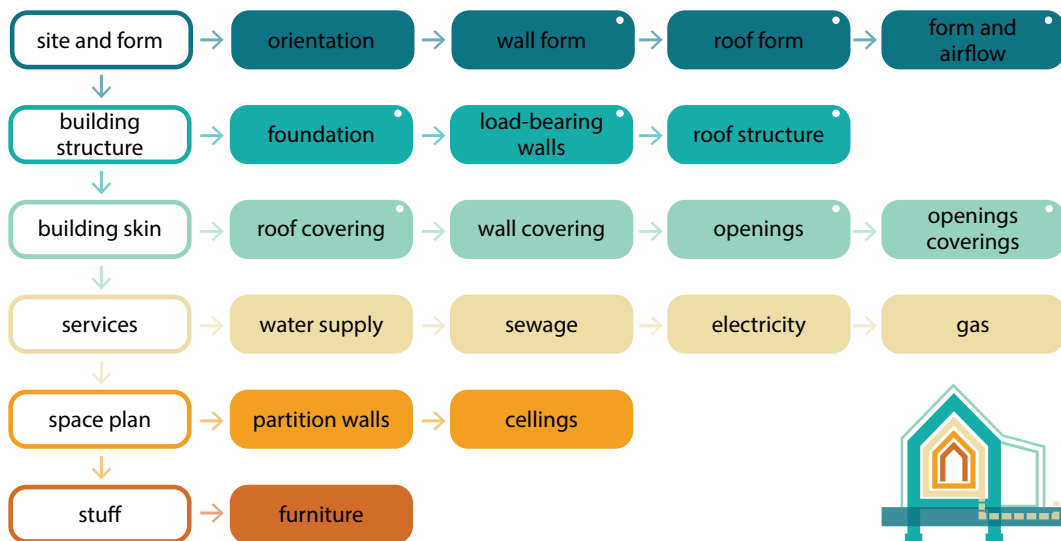 site and form
orientation
wall form
roof form
form and
airflow
building
structure
foundation
load-bearing
walls
roof structure
building skin
roof covering
wall covering
openings
openings
coverings
services
water supply
sewage
electricity
gas
space plan
partition walls
cellings
stuff
furniture